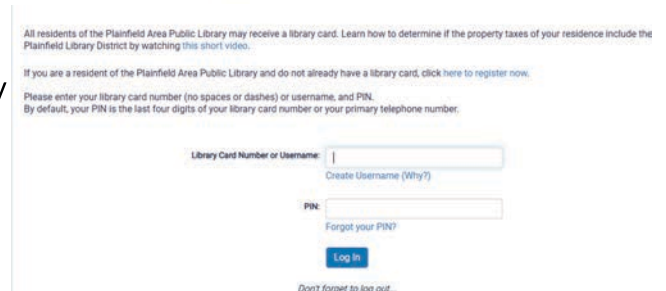 All residents of the Plainfield Area Public Library may receive a library card. Learn how to determine if the property taxes of your residence include the
Plainfield Library District by watching this short video.
If you are a resident of the Plainfield Area Public Library and do not already have a library card, click here to register now.
Please enter your library card number (no spaces or dashes) or username, and PIN.
By default, your PIN is the last four digits of your library card number or your primary telephone number.
Library Card Number or Username:
Create Username (Why?)
PIN:
Forgot your PIN?
Log In
Don't forget to log out...